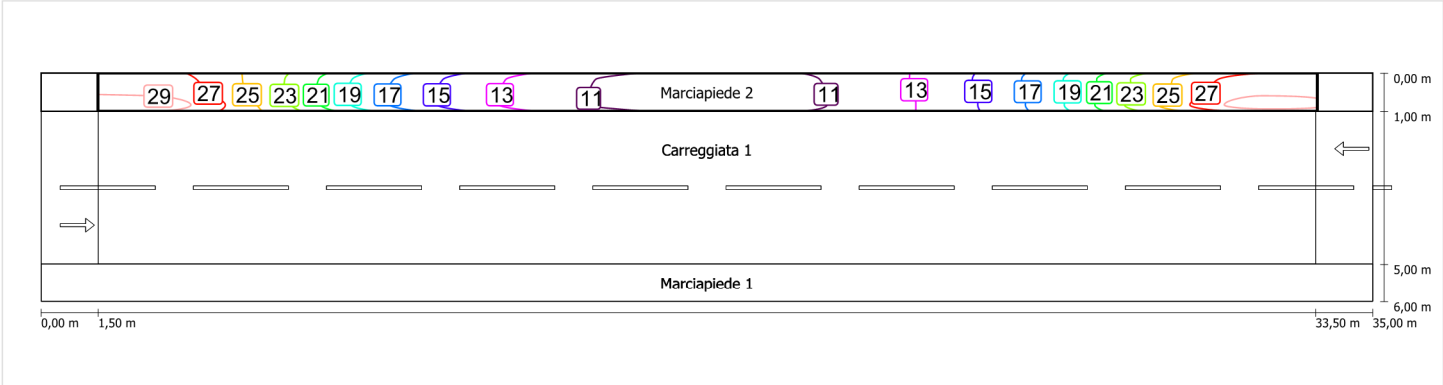 29 27 25 23 21 19 17 15 13 11 Marciapiede 2 11 13 15 17 19 21 23 25 27
0,00 m
1,00 m
Carreggiata 1
5,00 m
Marciapiede 1
6,00 m
0,00 m 1,50 m 33,50 m 35,00 m